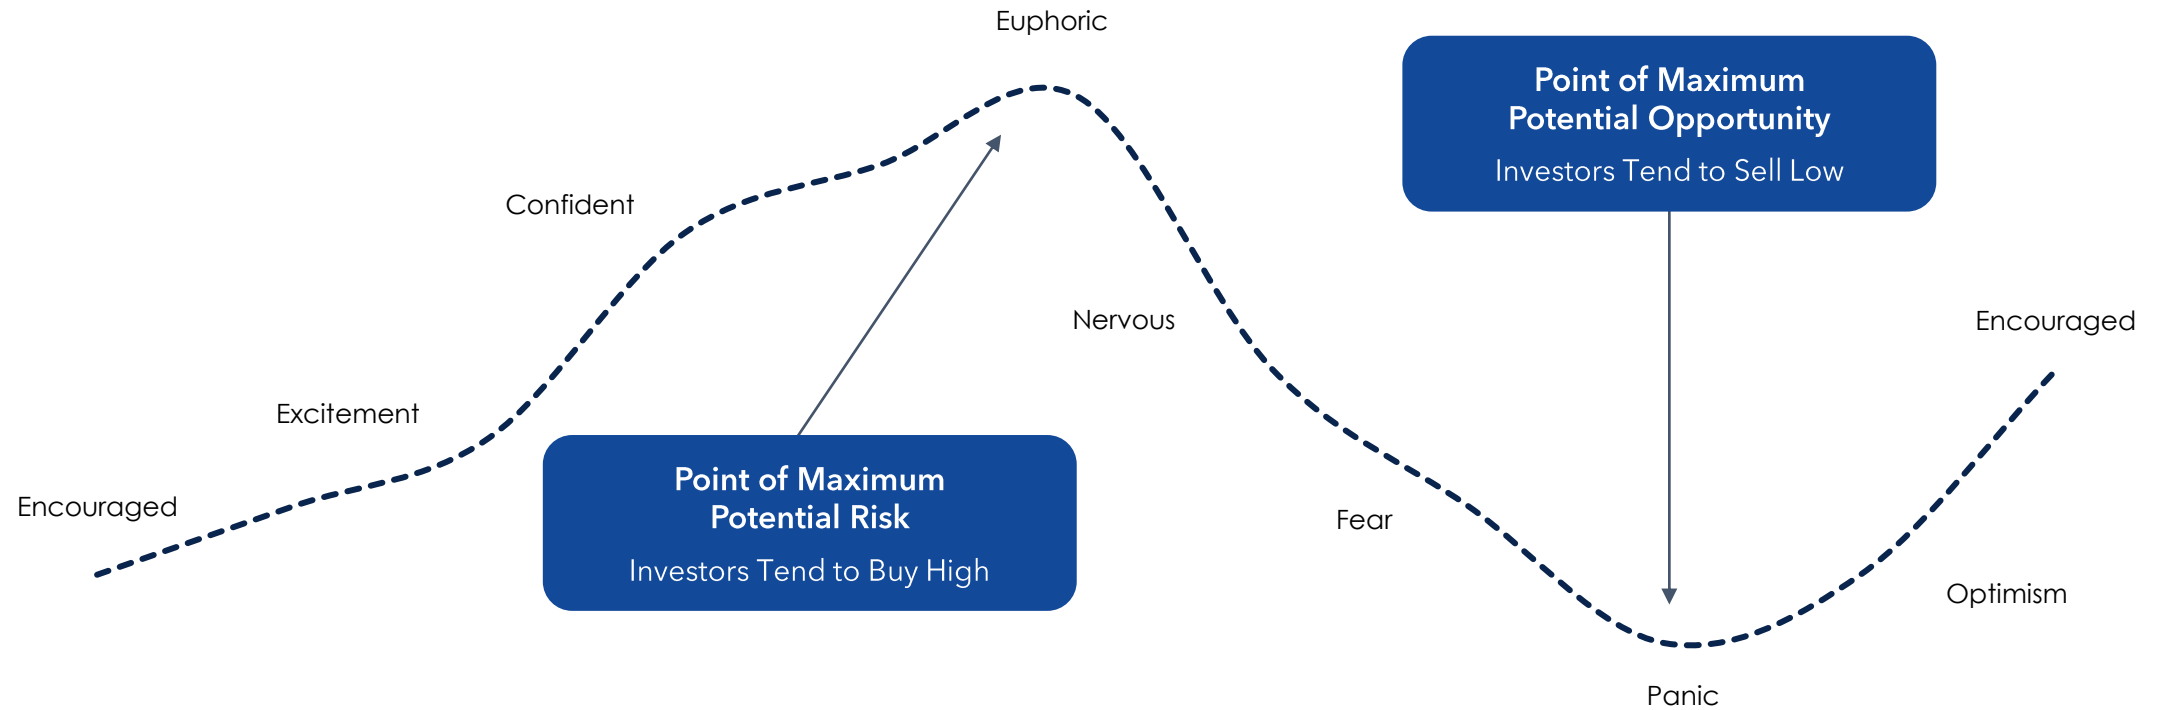 Euphoric
Point of Maximum
Potential Opportunity
Investors Tend to Sell Low
Confident
Nervous
Encouraged
Excitement
Point of Maximum
Potential Risk
Investors Tend to Buy High
Encouraged
Fear
Optimism
Panic